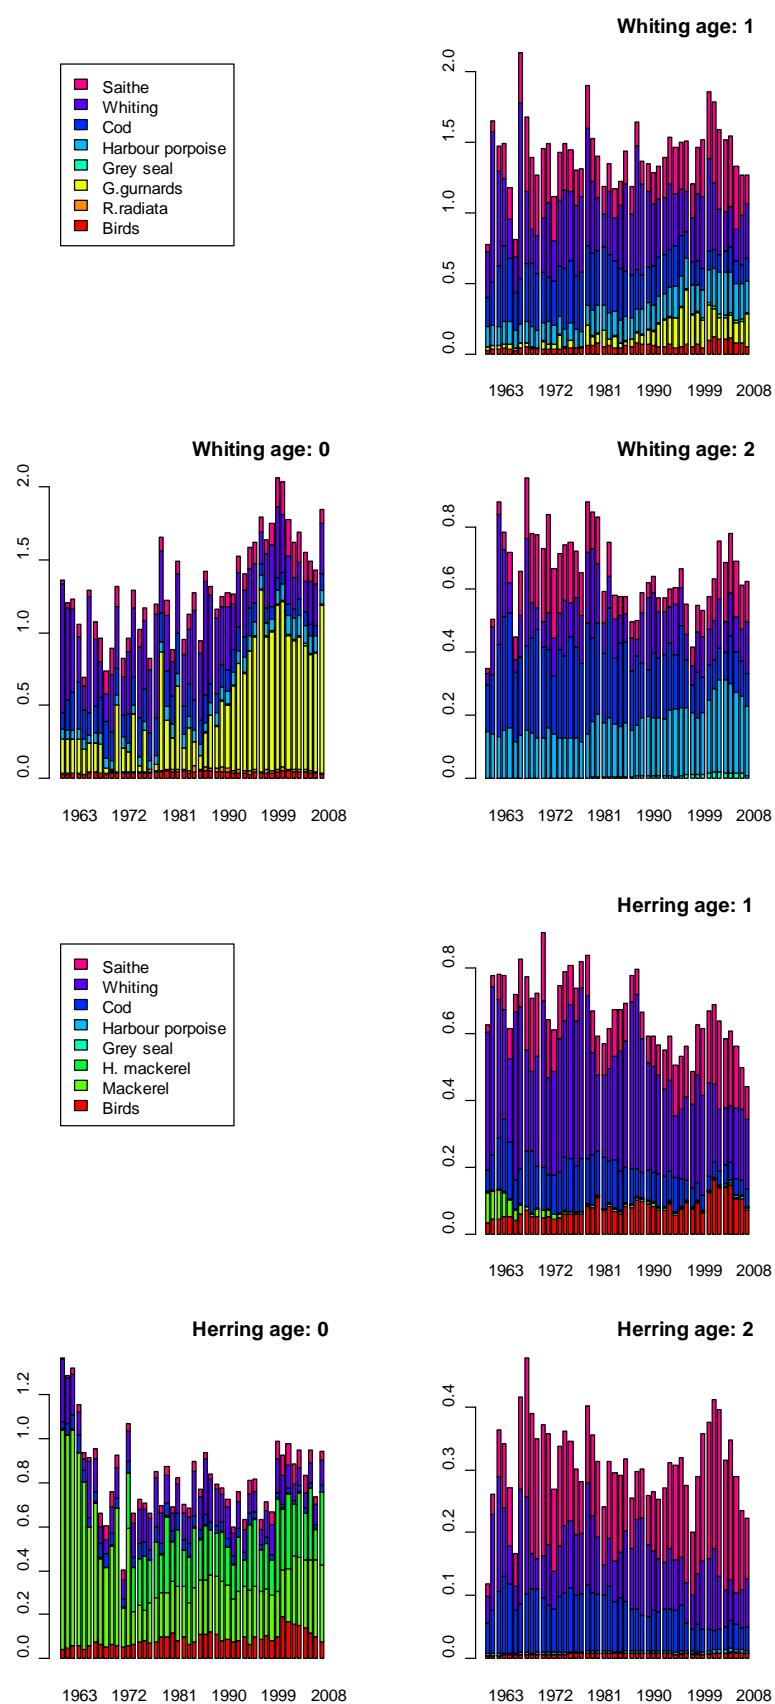 Whiting age: 1
Saithe
Whiting
Cod
Harbour porpoise
Grey seal
G.gurnards
R.radiata
Birds
0.0 0.5 1.0 1.5 2.0
1963 1972 1981 1990 1999 2008
Whiting age: 0
0.0 0.5 1.0 1.5 2.0
1963 1972 1981 1990 1999 2008
Whiting age: 2
0.0 0.2 0.4 0.6 0.8
1963 1972 1981 1990 1999 2008
Herring age: 1
Saithe
Whiting
Cod
Harbour porpoise
Grey seal
H. mackerel
Mackerel
Birds
0.0 0.2 0.4 0.6 0.8
1963 1972 1981 1990 1999 2008
Herring age: 0
0.0 0.2 0.4 0.6 0.8 1.0 1.2
1963 1972 1981 1990 1999 2008
Herring age: 2
0.0 0.1 0.2 0.3 0.4
1963 1972 1981 1990 1999 2008